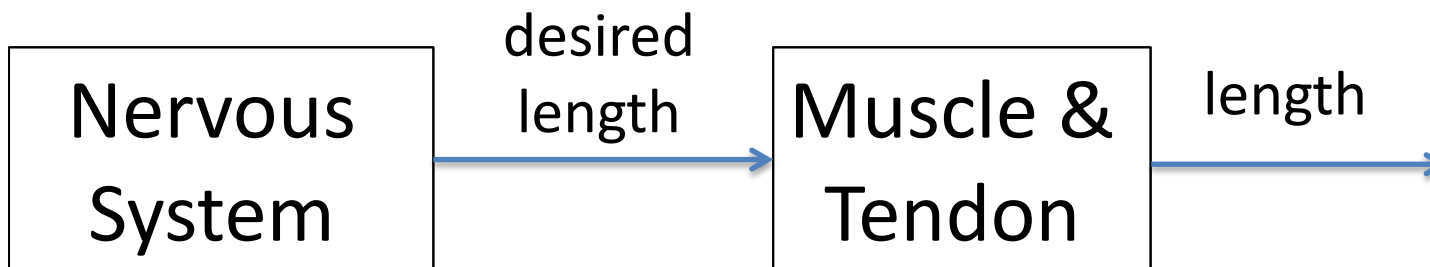 Nervous
System
desired
length
Muscle &
Tendon
length